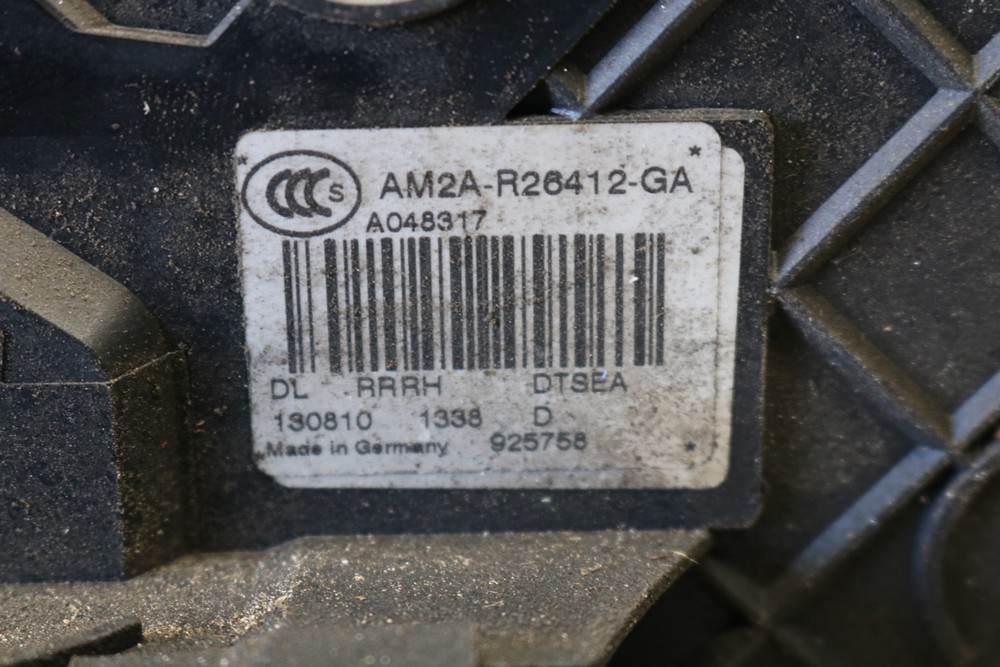 CCC S AM2A-R26412-GA
A048317
DL RRRH DTSEA
130810 1338 D
Made in Germany 925758